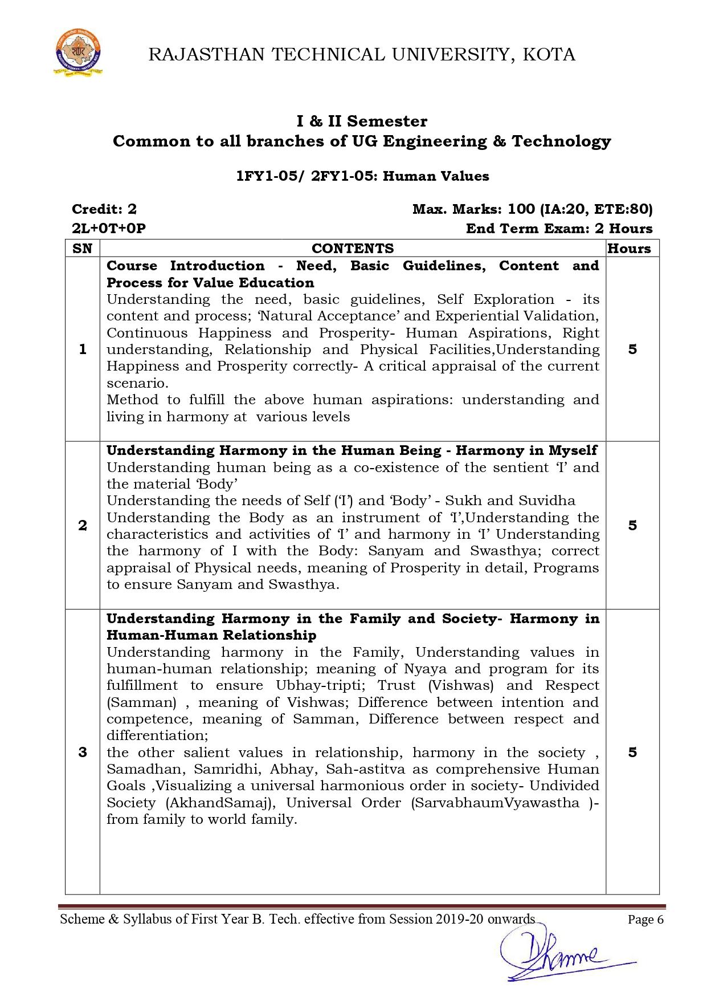 RAJASTHAN TECHNICAL UNIVERSITY, KOTA
I & II Semester
Common to all branches of UG Engineering & Technology
1FY1-05/ 2FY1-05: Human Values
Credit: 2 Max. Marks: 100 (IA:20, ETE:80)
2L+0T+0P End Term Exam: 2 Hours
SN CONTENTS Hours
Course Introduction - Need, Basic Guidelines, Content and
Process for Value Education
Understanding the need, basic guidelines, Self Exploration - its
content and process; ‘Natural Acceptance’ and Experiential Validation,
Continuous Happiness and Prosperity- Human Aspirations, Right
1 understanding, Relationship and Physical Facilities,Understanding 5
Happiness and Prosperity correctly- A critical appraisal of the current
scenario.
Method to fulfill the above human aspirations: understanding and
living in harmony at various levels
Understanding Harmony in the Human Being - Harmony in Myself
Understanding human being as a co-existence of the sentient ‘I’ and
the material ‘Body’
Understanding the needs of Self (‘I’) and ‘Body’ - Sukh and Suvidha
Understanding the Body as an instrument of ‘I’,Understanding the
2 characteristics and activities of ‘I’ and harmony in ‘I’ Understanding 5
the harmony of I with the Body: Sanyam and Swasthya; correct
appraisal of Physical needs, meaning of Prosperity in detail, Programs
to ensure Sanyam and Swasthya.
Understanding Harmony in the Family and Society- Harmony in
Human-Human Relationship
Understanding harmony in the Family, Understanding values in
human-human relationship; meaning of Nyaya and program for its
fulfillment to ensure Ubhay-tripti; Trust (Vishwas) and Respect
(Samman) , meaning of Vishwas; Difference between intention and
competence, meaning of Samman, Difference between respect and
differentiation;
3 the other salient values in relationship, harmony in the society , 5
Samadhan, Samridhi, Abhay, Sah-astitva as comprehensive Human
Goals ,Visualizing a universal harmonious order in society- Undivided
Society (AkhandSamaj), Universal Order (SarvabhaumVyawastha )-
from family to world family.
Scheme & Syllabus of First Year B. Tech. effective from Session 2019-20 onwards Page 6